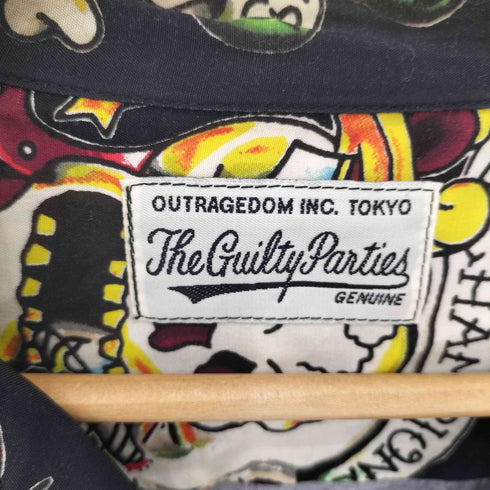 OUTRAGEDOM INC. TOKYO
The Guilty Parties
GENUINE